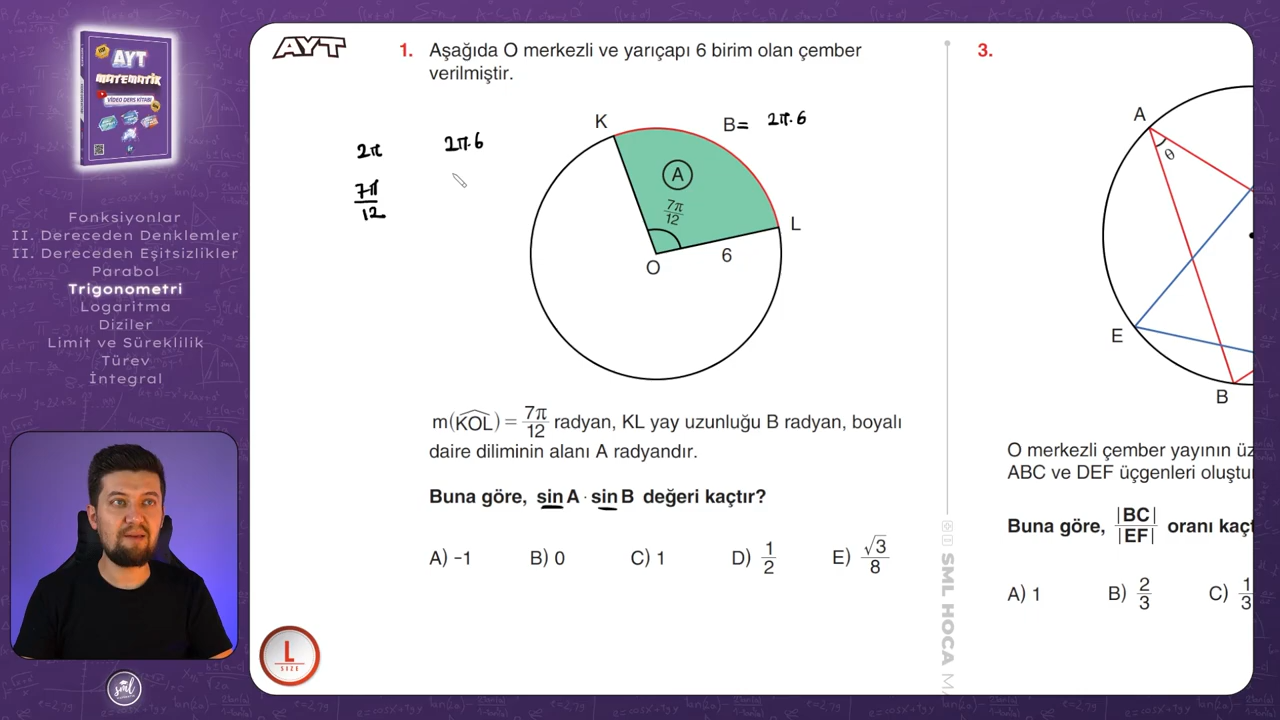 AYT
MATEMATİK
VİDEO DERS KİTABI
Fonksiyonlar
II. Dereceden Denklemler
II. Dereceden Eşitsizlikler
Parabol
Trigonometri
Logaritma
Diziler
Limit ve Süreklilik
Türev
İntegral
sml
AYT
1. Aşağıda O merkezli ve yarıçapı 6 birim olan çember
verilmiştir.
2π 2π.6
7π/12
K
B= 2π.6
A
7π/12
L
6
O
m(KOL) = 7π/12 radyan, KL yay uzunluğu B radyan, boyalı
daire diliminin alanı A radyandır.
Buna göre, sinA · sinB değeri kaçtır?
A) –1 B) 0 C) 1 D) 1/2 E) √3/8
L
SIZE
SML HOCA
3.
A
θ
E
B
O merkezli çember yayının üz
ABC ve DEF üçgenleri oluştu
Buna göre, |BC|/|EF| oranı kaçt
A) 1 B) 2/3 C) 1/3